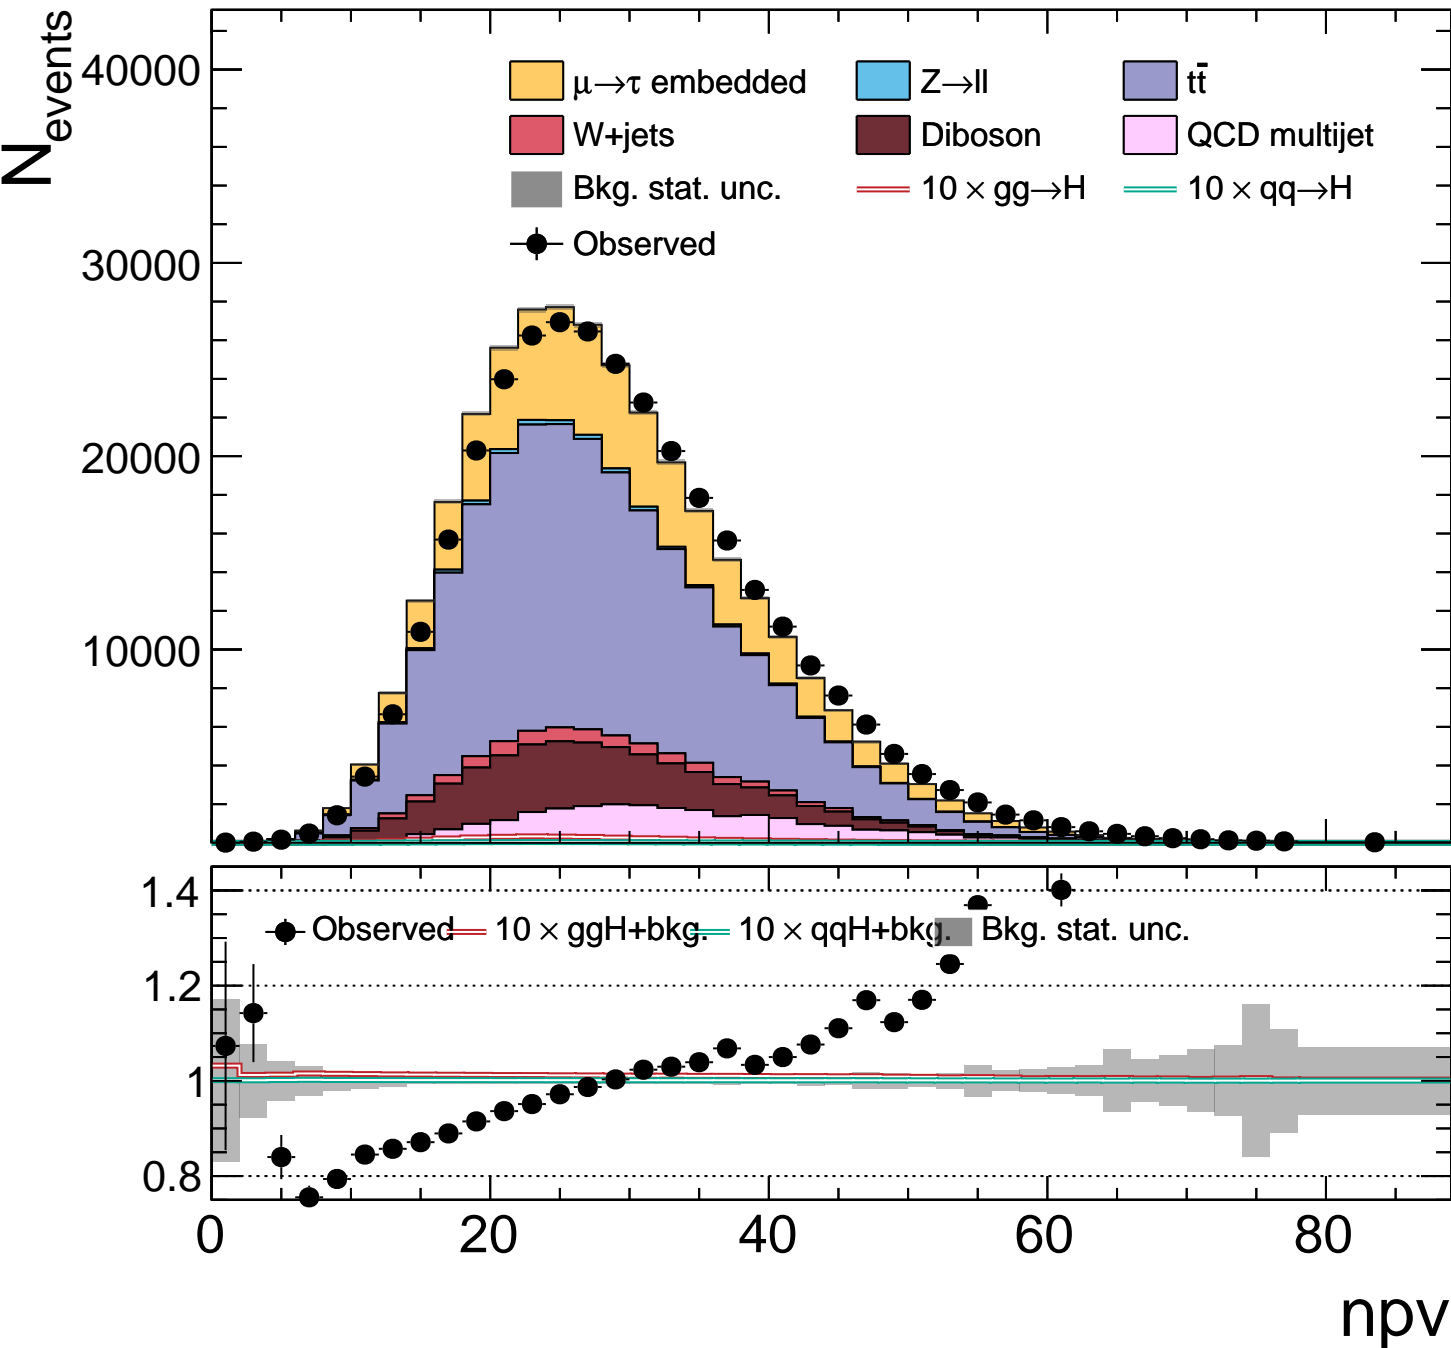 N_events
40000
30000
20000
10000
μ→τ embedded
Z→ll
tt̄
W+jets
Diboson
QCD multijet
Bkg. stat. unc.
10 × gg→H
10 × qq→H
Observed
1.4
1.2
1
0.8
Observed
10 × ggH+bkg.
10 × qqH+bkg.
Bkg. stat. unc.
0
20
40
60
80
npv